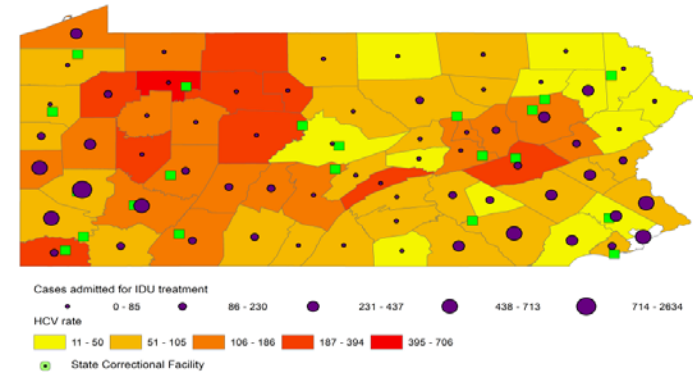 Cases admitted for IDU treatment
0 - 85 86 - 230 231 - 437 438 - 713 714 - 2634
HCV rate
11 - 50 51 - 105 106 - 186 187 - 394 395 - 706
State Correctional Facility